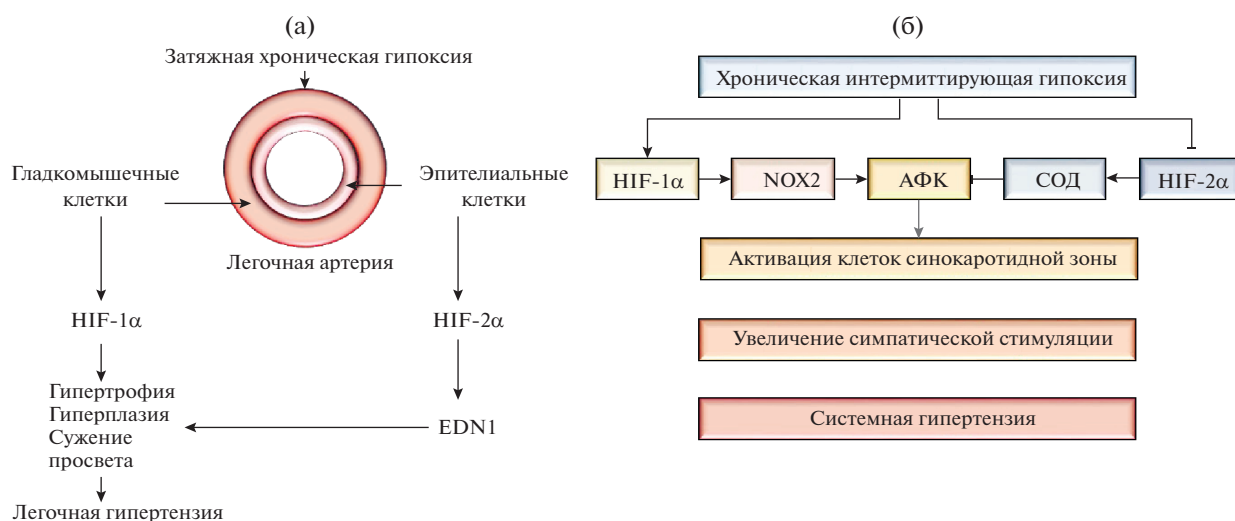 (а)
Затяжная хроническая гипоксия
Гладкомышечные
клетки
Эпителиальные
клетки
Легочная артерия
HIF-1α
HIF-2α
Гипертрофия
Гиперплазия
Сужение
просвета
EDN1
Легочная гипертензия
(б)
Хроническая интермиттирующая гипоксия
HIF-1α
NOX2
АФК
СОД
HIF-2α
Активация клеток синокаротидной зоны
Увеличение симпатической стимуляции
Системная гипертензия